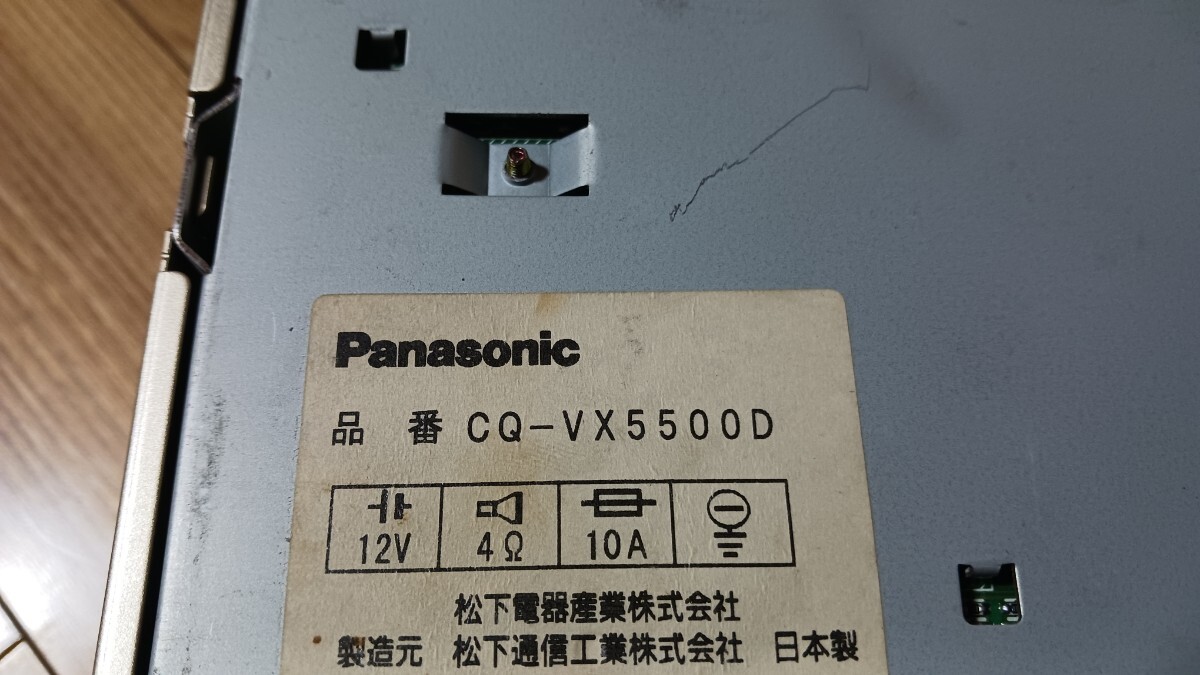 Panasonic
品 番 CQ-VX5500D
12V 4Ω 10A
松下電器産業株式会社
製造元 松下通信工業株式会社 日本製